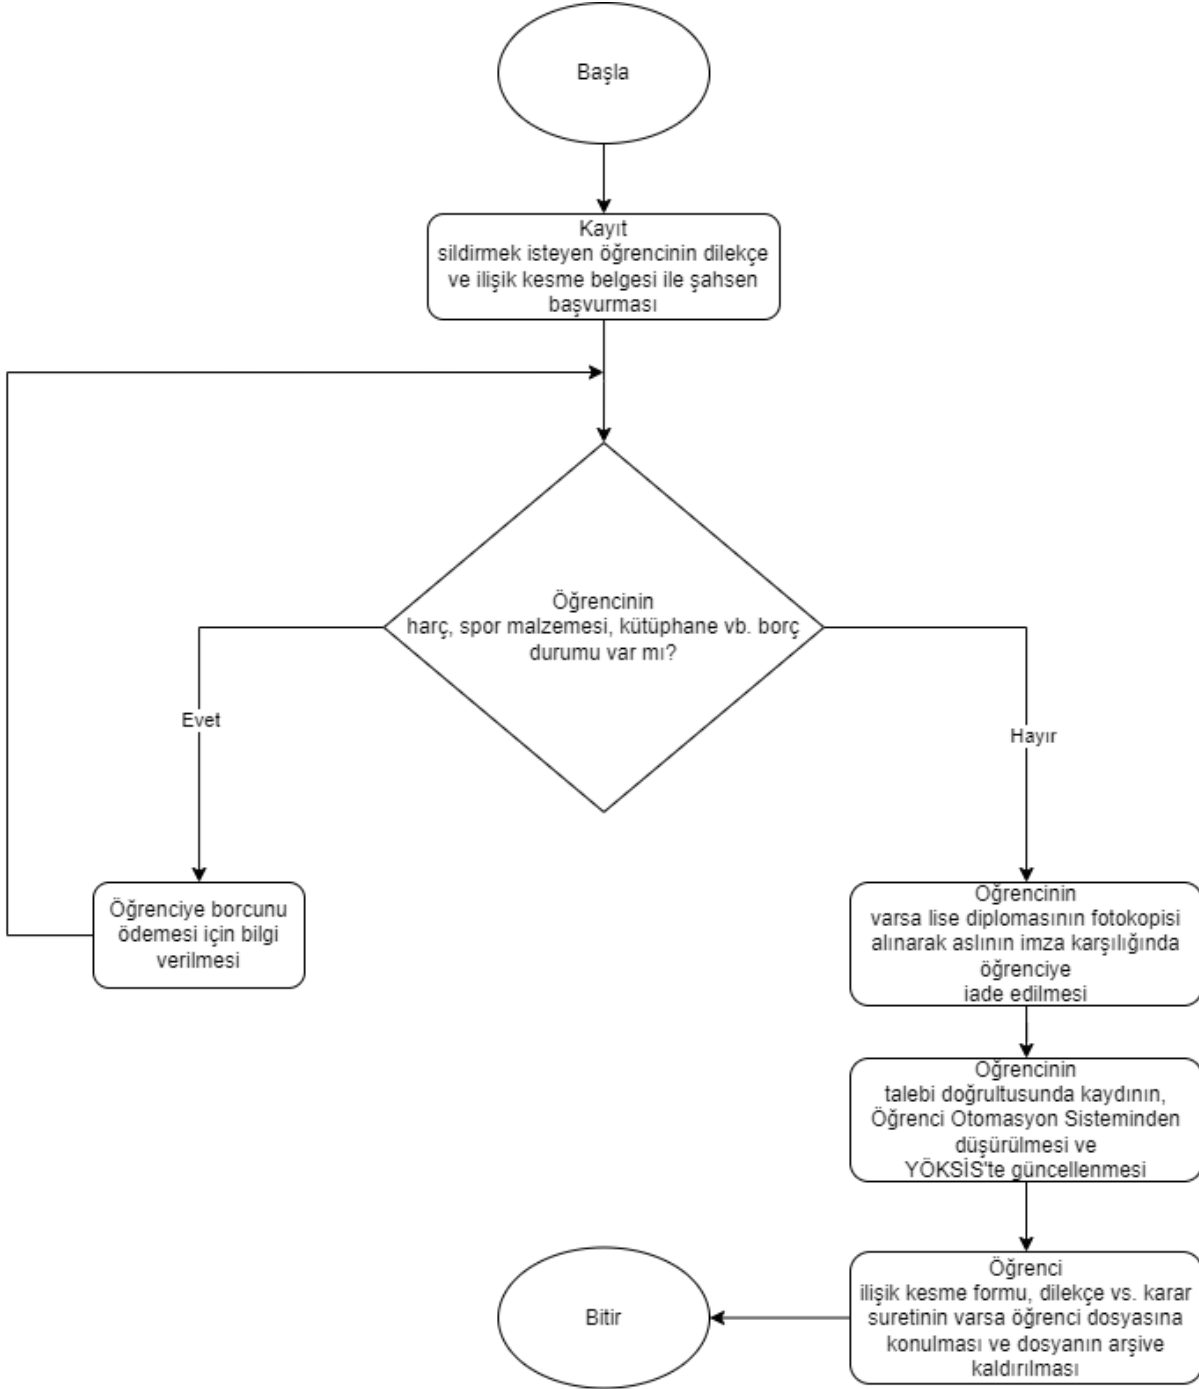 Başla
Kayıt
sildirmek isteyen öğrencinin dilekçe
ve ilişik kesme belgesi ile şahsen
başvurması
Öğrencinin
harç, spor malzemesi, kütüphane vb. borç
durumu var mı?
Evet
Hayır
Öğrenciye borcunu
ödemesi için bilgi
verilmesi
Öğrencinin
varsa lise diplomasının fotokopisi
alınarak aslının imza karşılığında
öğrenciye
iade edilmesi
Öğrencinin
talebi doğrultusunda kaydının,
Öğrenci Otomasyon Sisteminden
düşürülmesi ve
YÖKSİS'te güncellenmesi
Öğrenci
ilişik kesme formu, dilekçe vs. karar
suretinin varsa öğrenci dosyasına
konulması ve dosyanın arşive
kaldırılması
Bitir